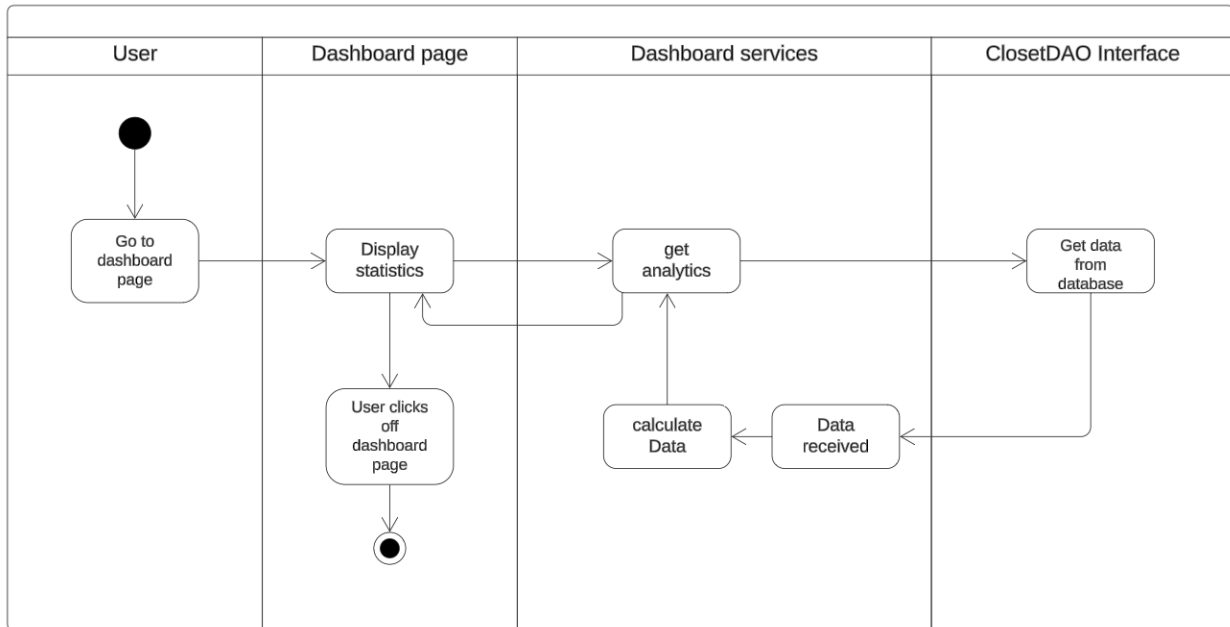 User
Dashboard page
Dashboard services
ClosetDAO Interface
Go to
dashboard
page
Display
statistics
get
analytics
Get data
from
database
User clicks
off
dashboard
page
calculate
Data
Data
received